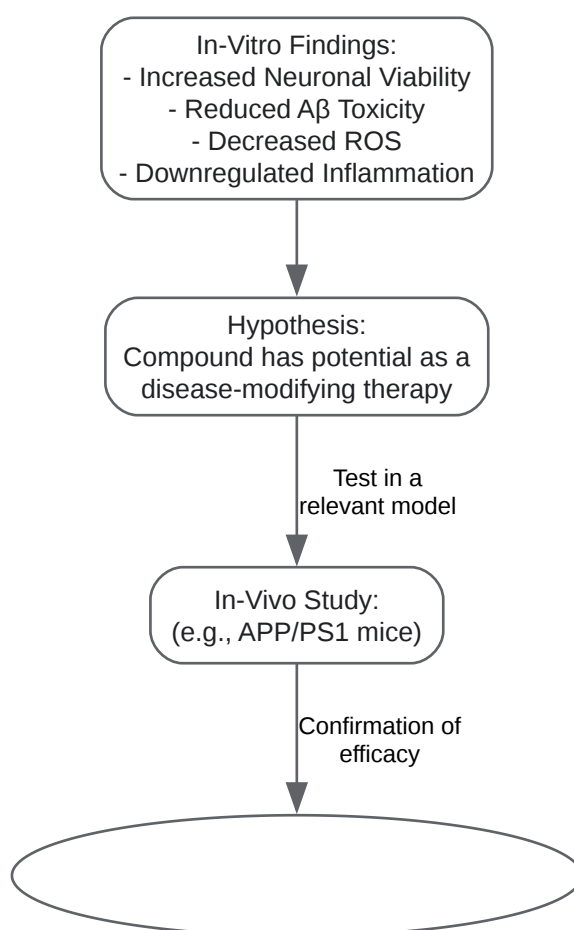 In-Vitro Findings:
- Increased Neuronal Viability
- Reduced Aβ Toxicity
- Decreased ROS
- Downregulated Inflammation
Hypothesis:
Compound has potential as a
disease-modifying therapy
Test in a
relevant model
In-Vivo Study:
(e.g., APP/PS1 mice)
Confirmation of
efficacy